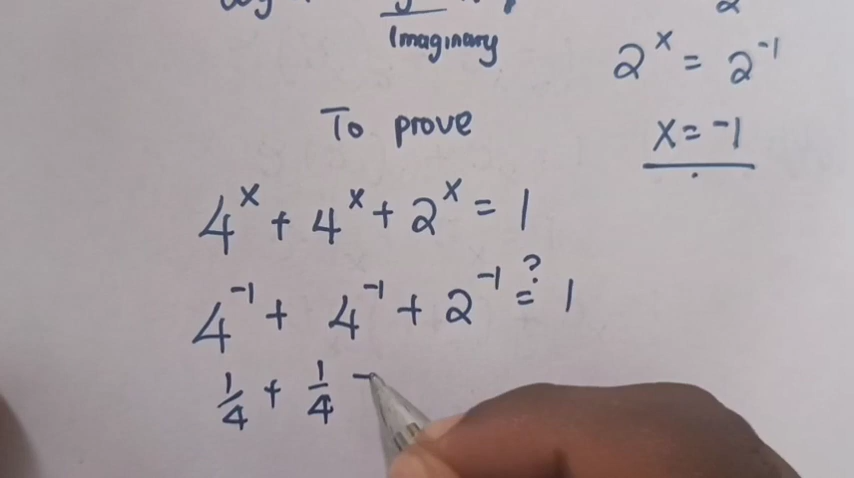 Imaginary
2^x = 2^-1
x = -1
To prove
4^x + 4^x + 2^x = 1
4^-1 + 4^-1 + 2^-1 ?= 1
1/4 + 1/4